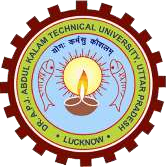 DR. A.P.J. ABDUL KALAM TECHNICAL UNIVERSITY, UTTAR PRADESH
योगः कर्मसु कौशलम्
LUCKNOW